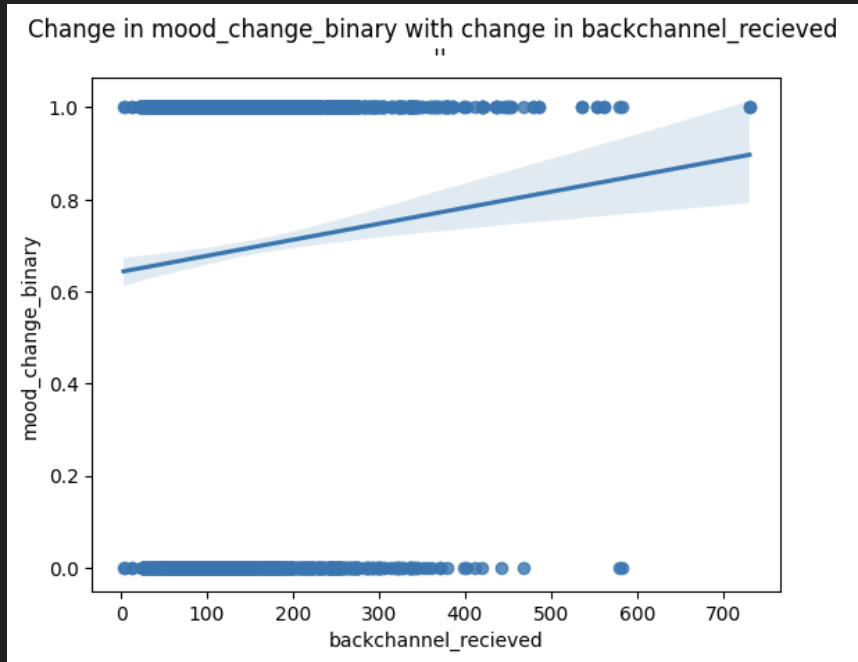 Change in mood_change_binary with change in backchannel_recieved
''
1.0
0.8
0.6
0.4
0.2
0.0
mood_change_binary
0 100 200 300 400 500 600 700
backchannel_recieved